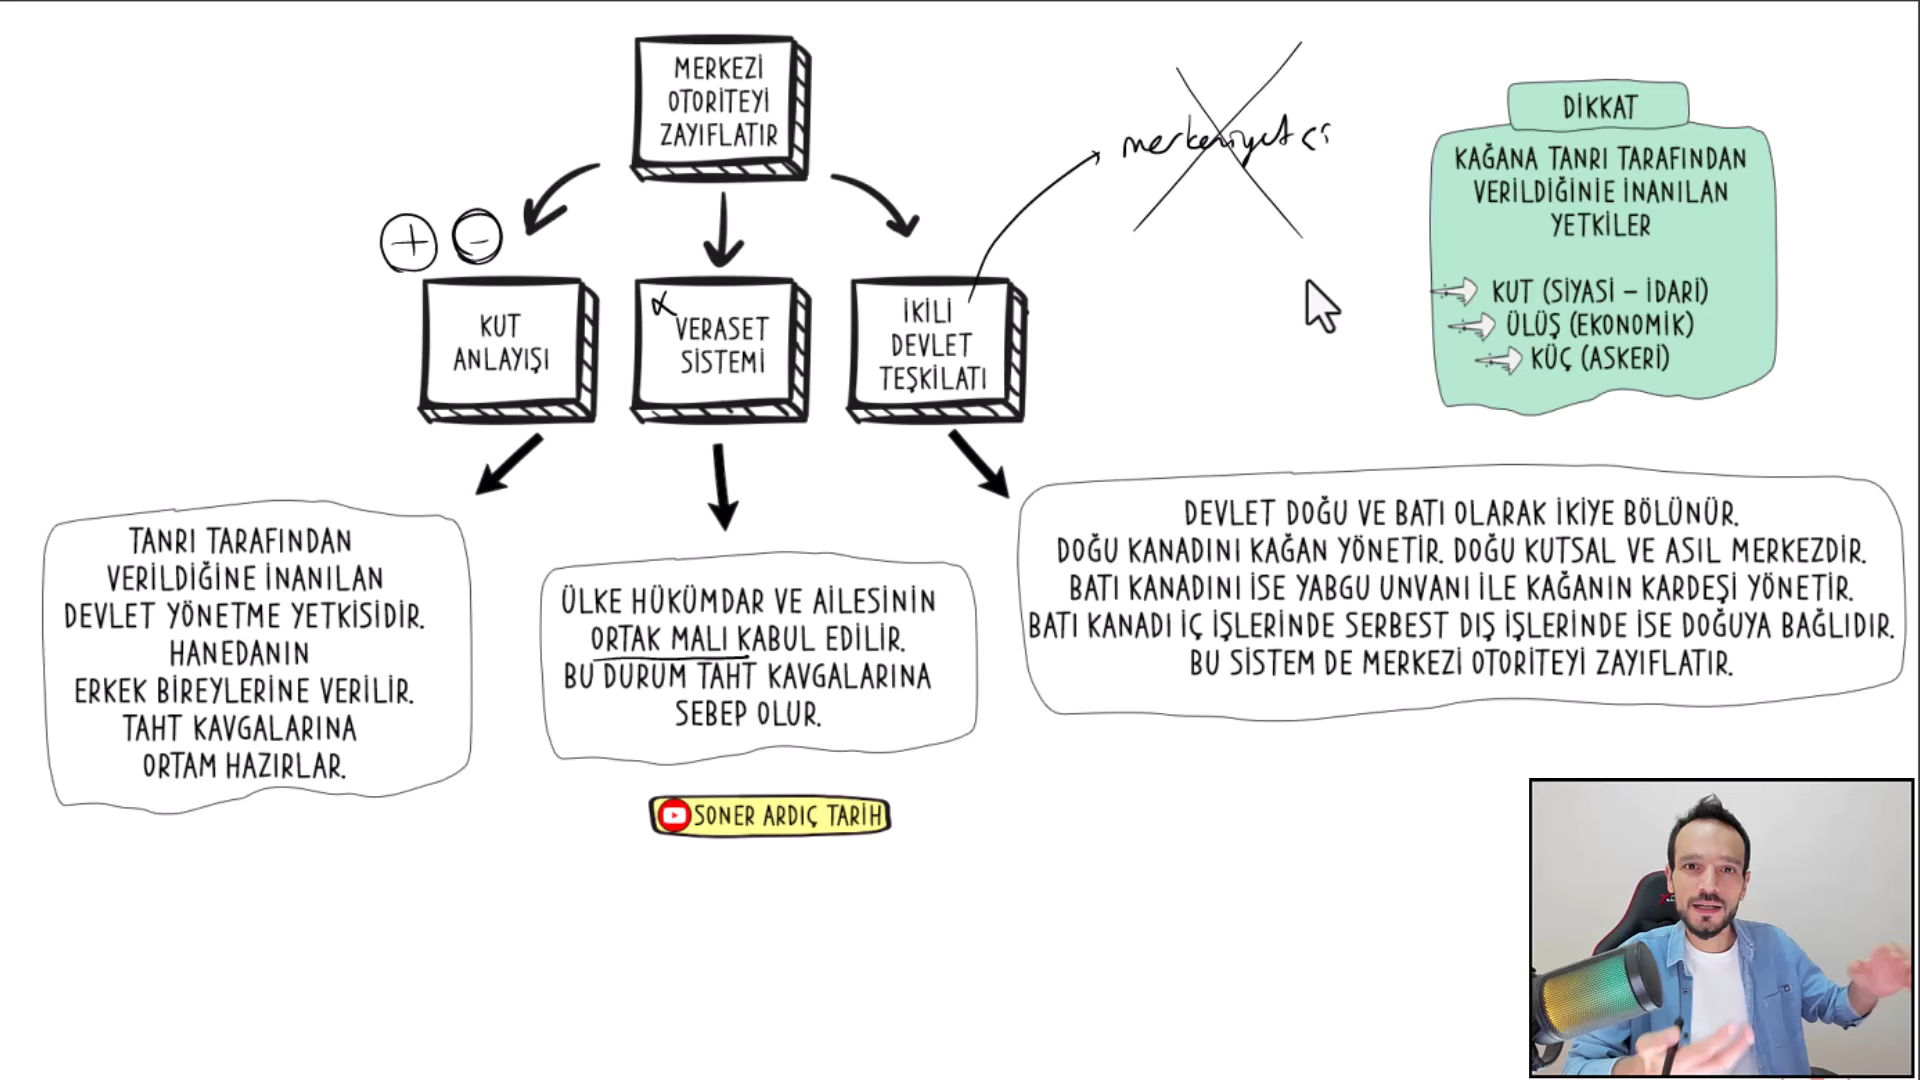 MERKEZİ
OTORİTEYİ
ZAYIFLATIR
merkeziyetçi
DİKKAT
KAĞANA TANRI TARAFINDAN
VERİLDİĞİNİE İNANILAN
YETKİLER
KUT (SİYASİ – İDARİ)
ÜLÜŞ (EKONOMİK)
KÜÇ (ASKERİ)
+ -
KUT
ANLAYIŞI
VERASET
SİSTEMİ
İKİLİ
DEVLET
TEŞKİLATI
TANRI TARAFINDAN
VERİLDİĞİNE İNANILAN
DEVLET YÖNETME YETKİSİDİR.
HANEDANIN
ERKEK BİREYLERİNE VERİLİR.
TAHT KAVGALARINA
ORTAM HAZIRLAR.
ÜLKE HÜKÜMDAR VE AİLESİNİN
ORTAK MALI KABUL EDİLİR.
BU DURUM TAHT KAVGALARINA
SEBEP OLUR.
DEVLET DOĞU VE BATI OLARAK İKİYE BÖLÜNÜR.
DOĞU KANADINI KAĞAN YÖNETİR. DOĞU KUTSAL VE ASIL MERKEZDİR.
BATI KANADINI İSE YABGU UNVANI İLE KAĞANIN KARDEŞİ YÖNETİR.
BATI KANADI İÇ İŞLERİNDE SERBEST DIŞ İŞLERİNDE İSE DOĞUYA BAĞLIDIR.
BU SİSTEM DE MERKEZİ OTORİTEYİ ZAYIFLATIR.
SONER ARDIÇ TARİH